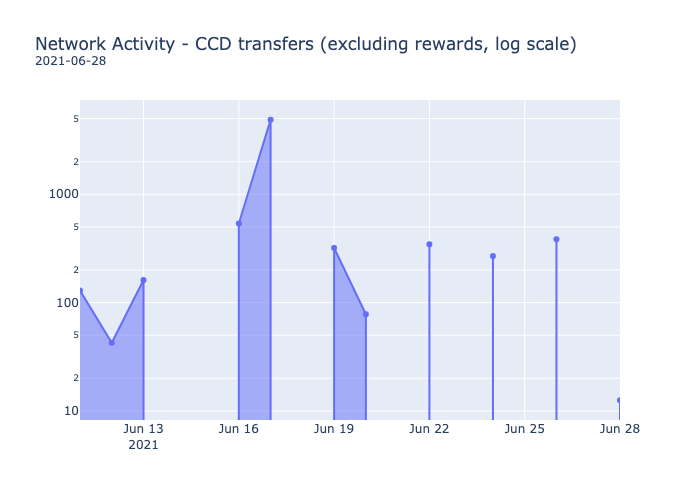 Network Activity - CCD transfers (excluding rewards, log scale)
2021-06-28
5
2
1000
5
2
100
5
2
10
Jun 13
2021
Jun 16
Jun 19
Jun 22
Jun 25
Jun 28